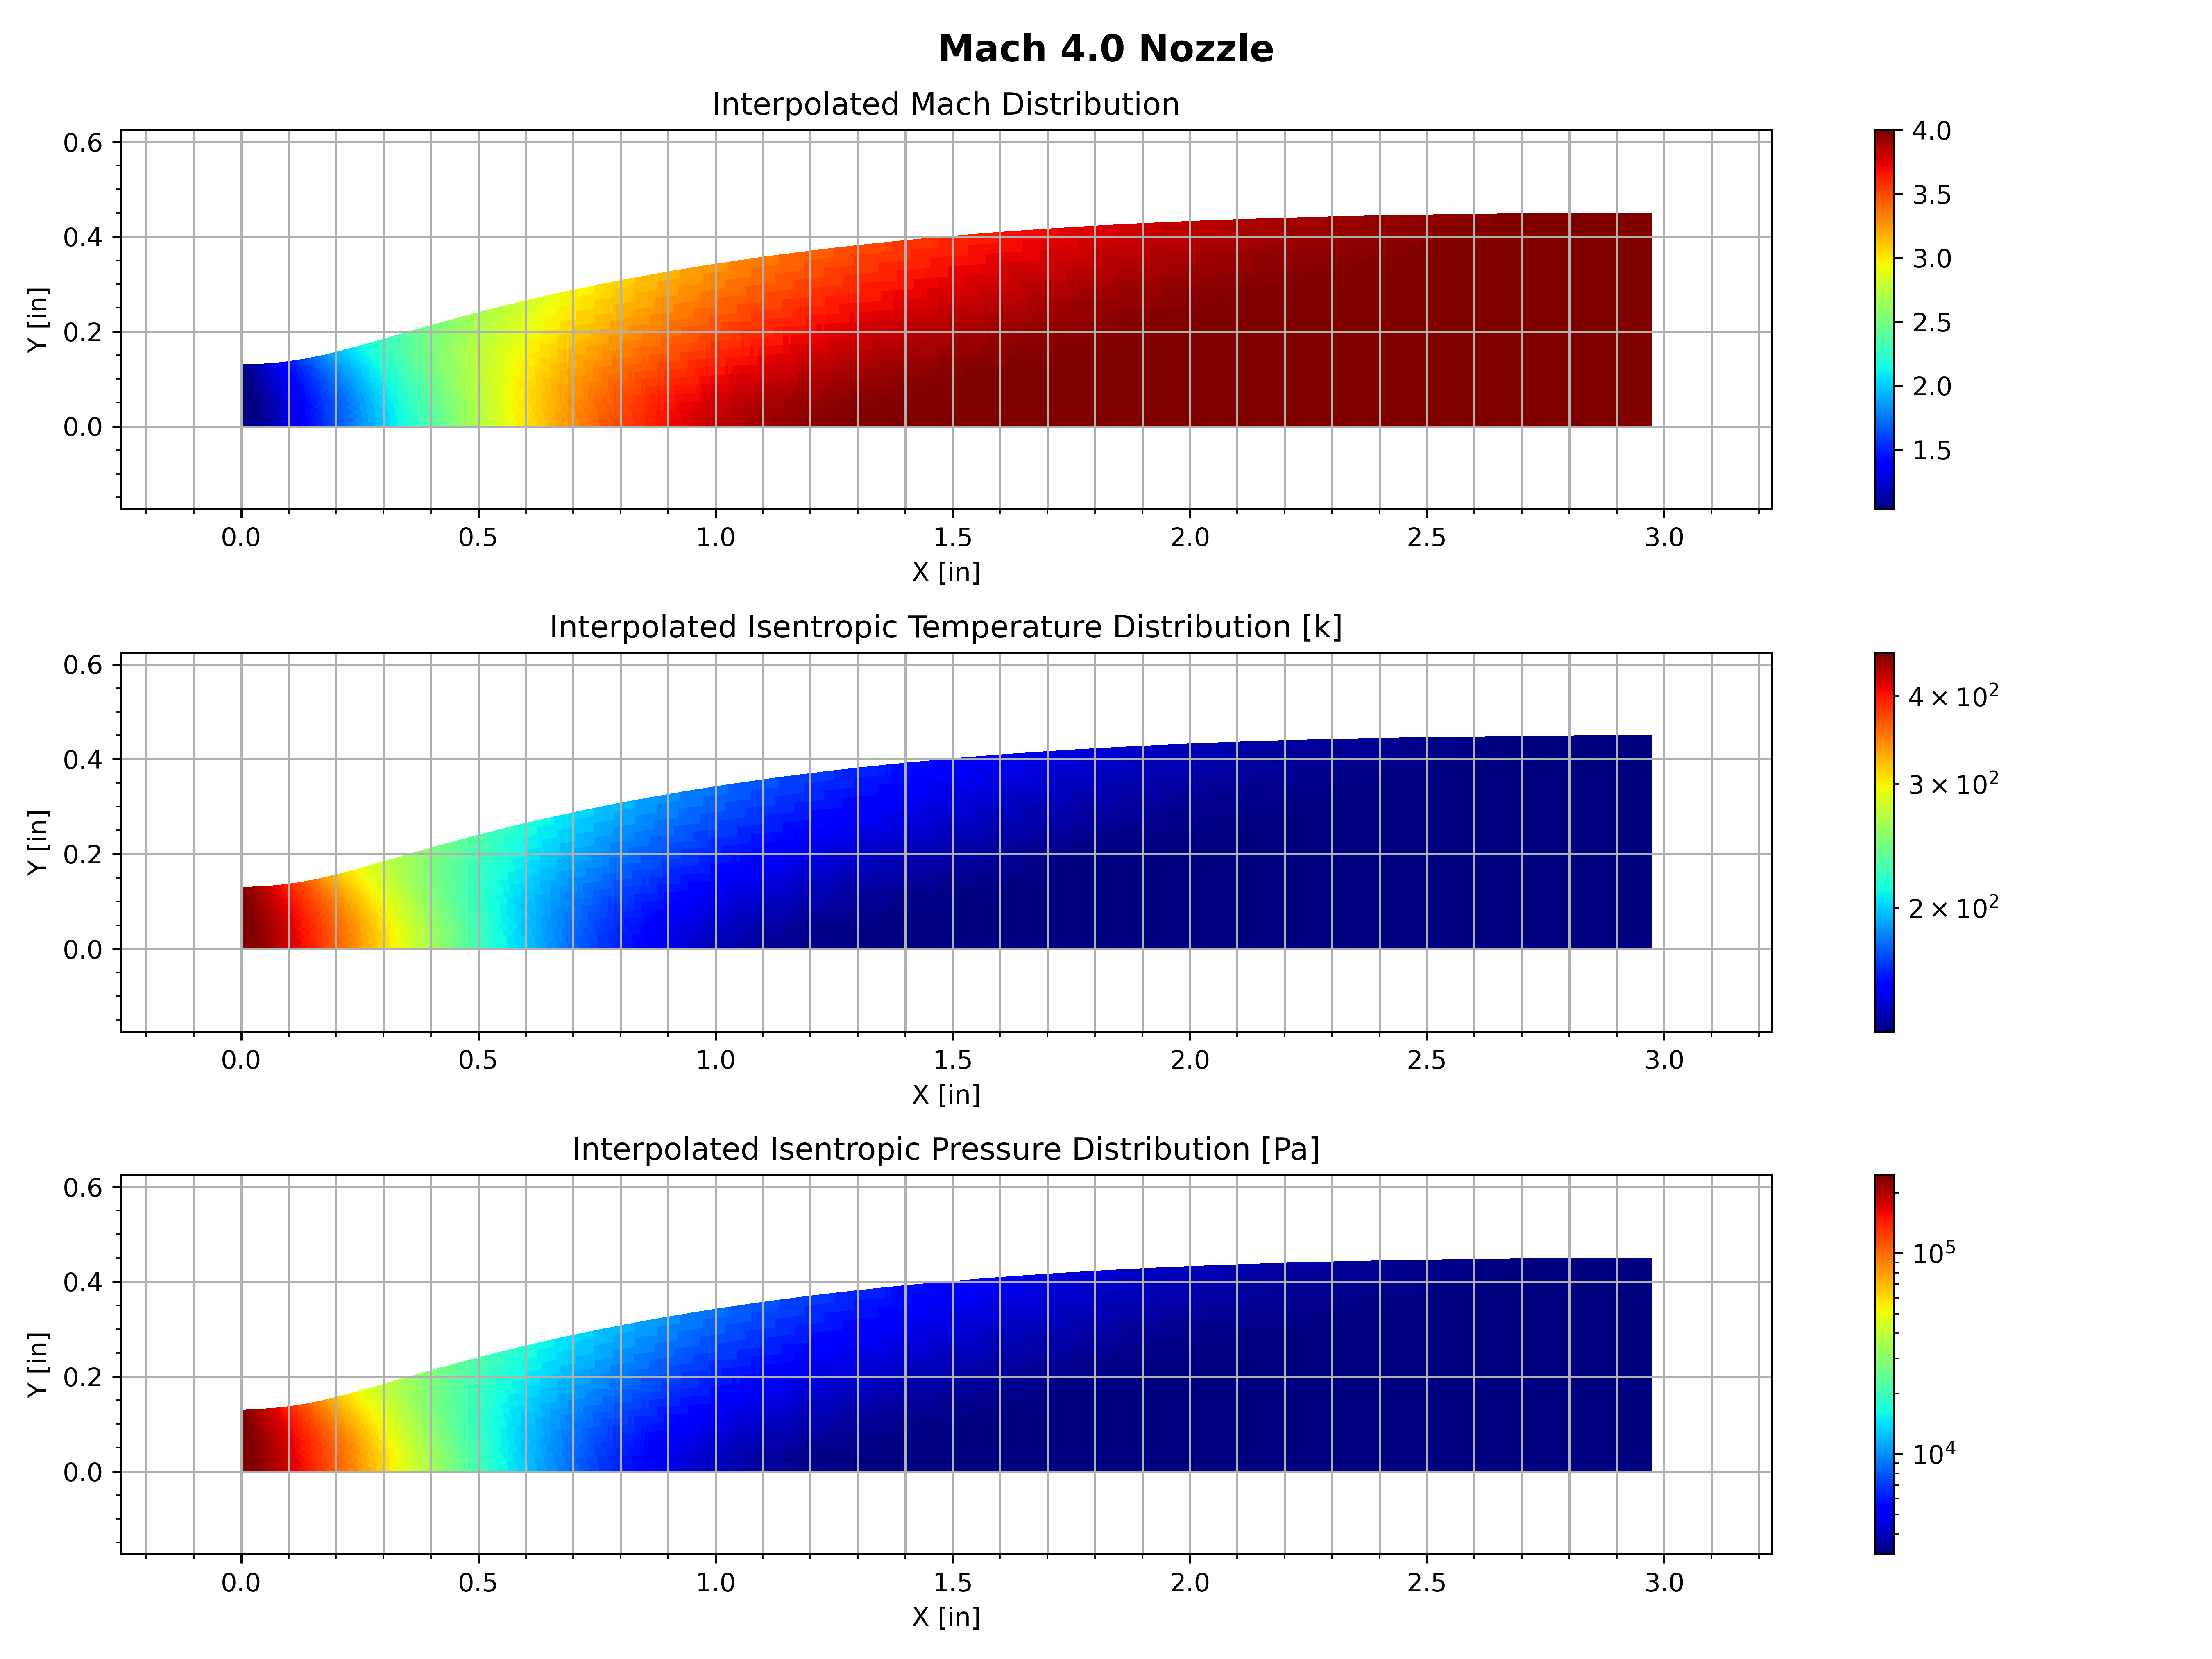 Mach 4.0 Nozzle
Interpolated Mach Distribution
0.6
0.4
0.2
0.0
Y [in]
0.0 0.5 1.0 1.5 2.0 2.5 3.0
X [in]
4.0
3.5
3.0
2.5
2.0
1.5
Interpolated Isentropic Temperature Distribution [k]
0.6
0.4
0.2
0.0
Y [in]
0.0 0.5 1.0 1.5 2.0 2.5 3.0
X [in]
4 × 10²
3 × 10²
2 × 10²
Interpolated Isentropic Pressure Distribution [Pa]
0.6
0.4
0.2
0.0
Y [in]
0.0 0.5 1.0 1.5 2.0 2.5 3.0
X [in]
10⁵
10⁴